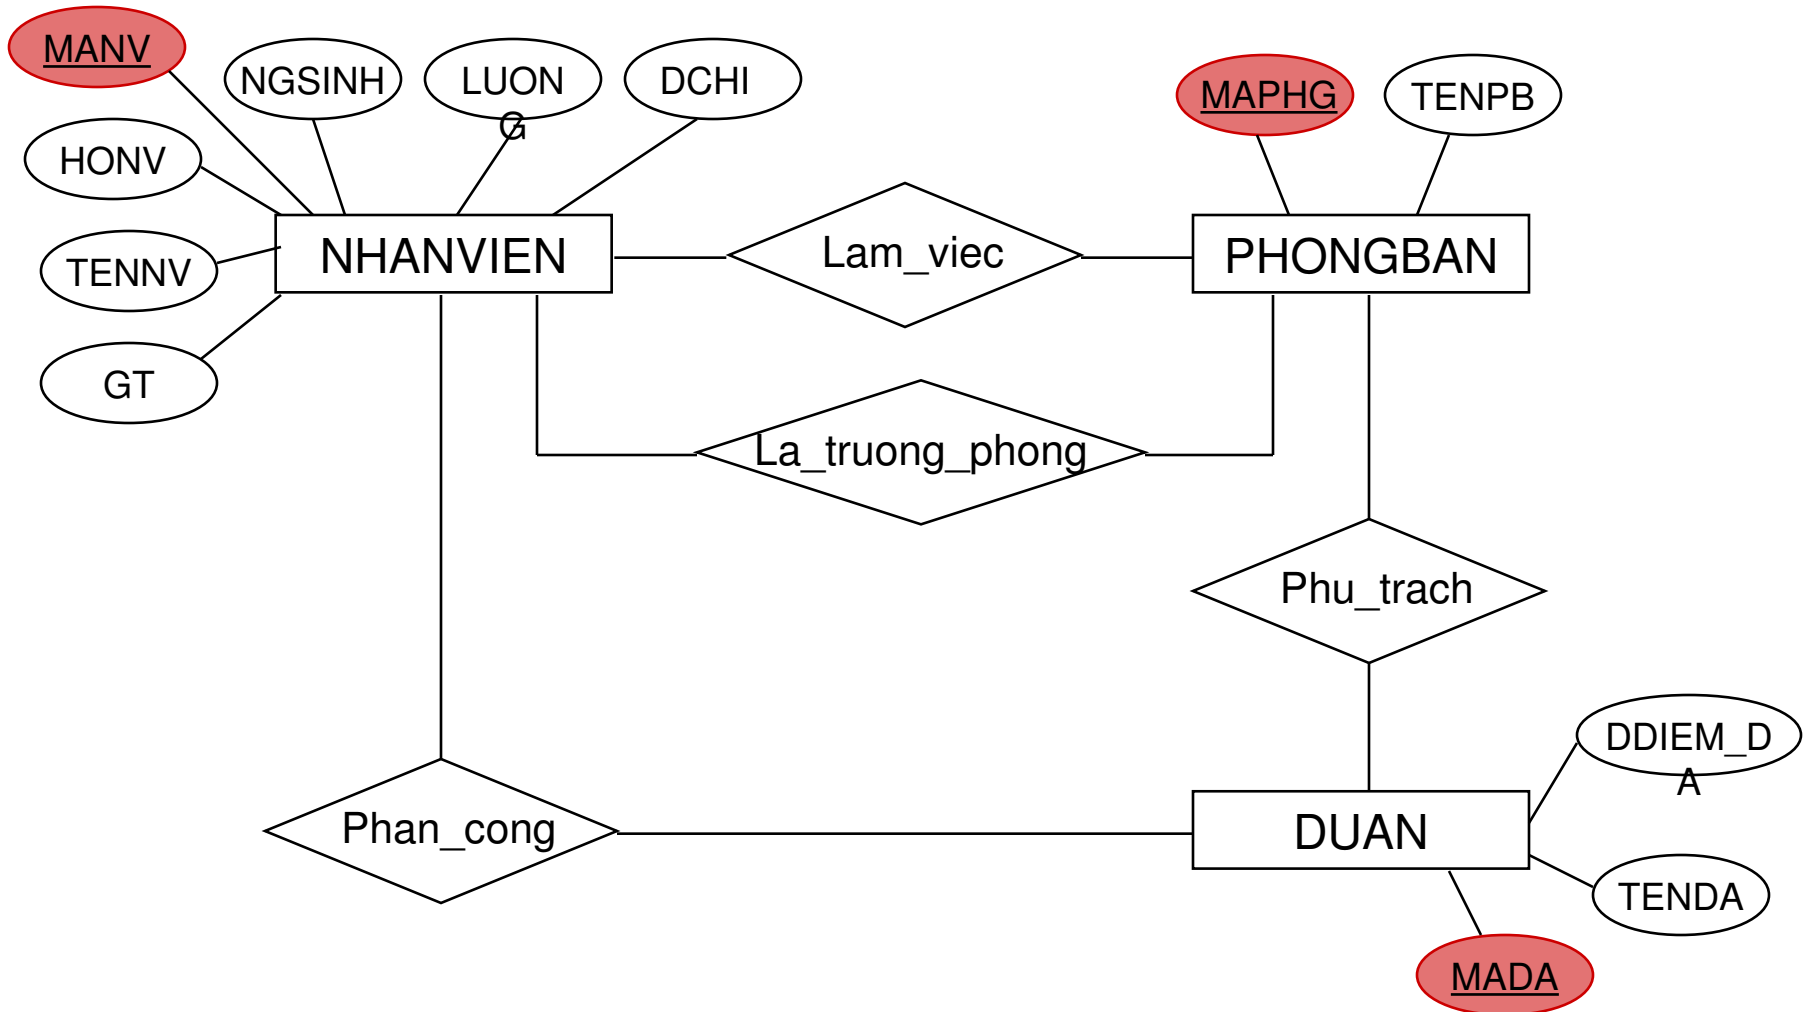 MANV
NGSINH
LUON
G
DCHI
MAPHG
TENPB
HONV
TENNV
GT
NHANVIEN
Lam_viec
PHONGBAN
La_truong_phong
Phu_trach
DDIEM_D
A
Phan_cong
DUAN
TENDA
MADA